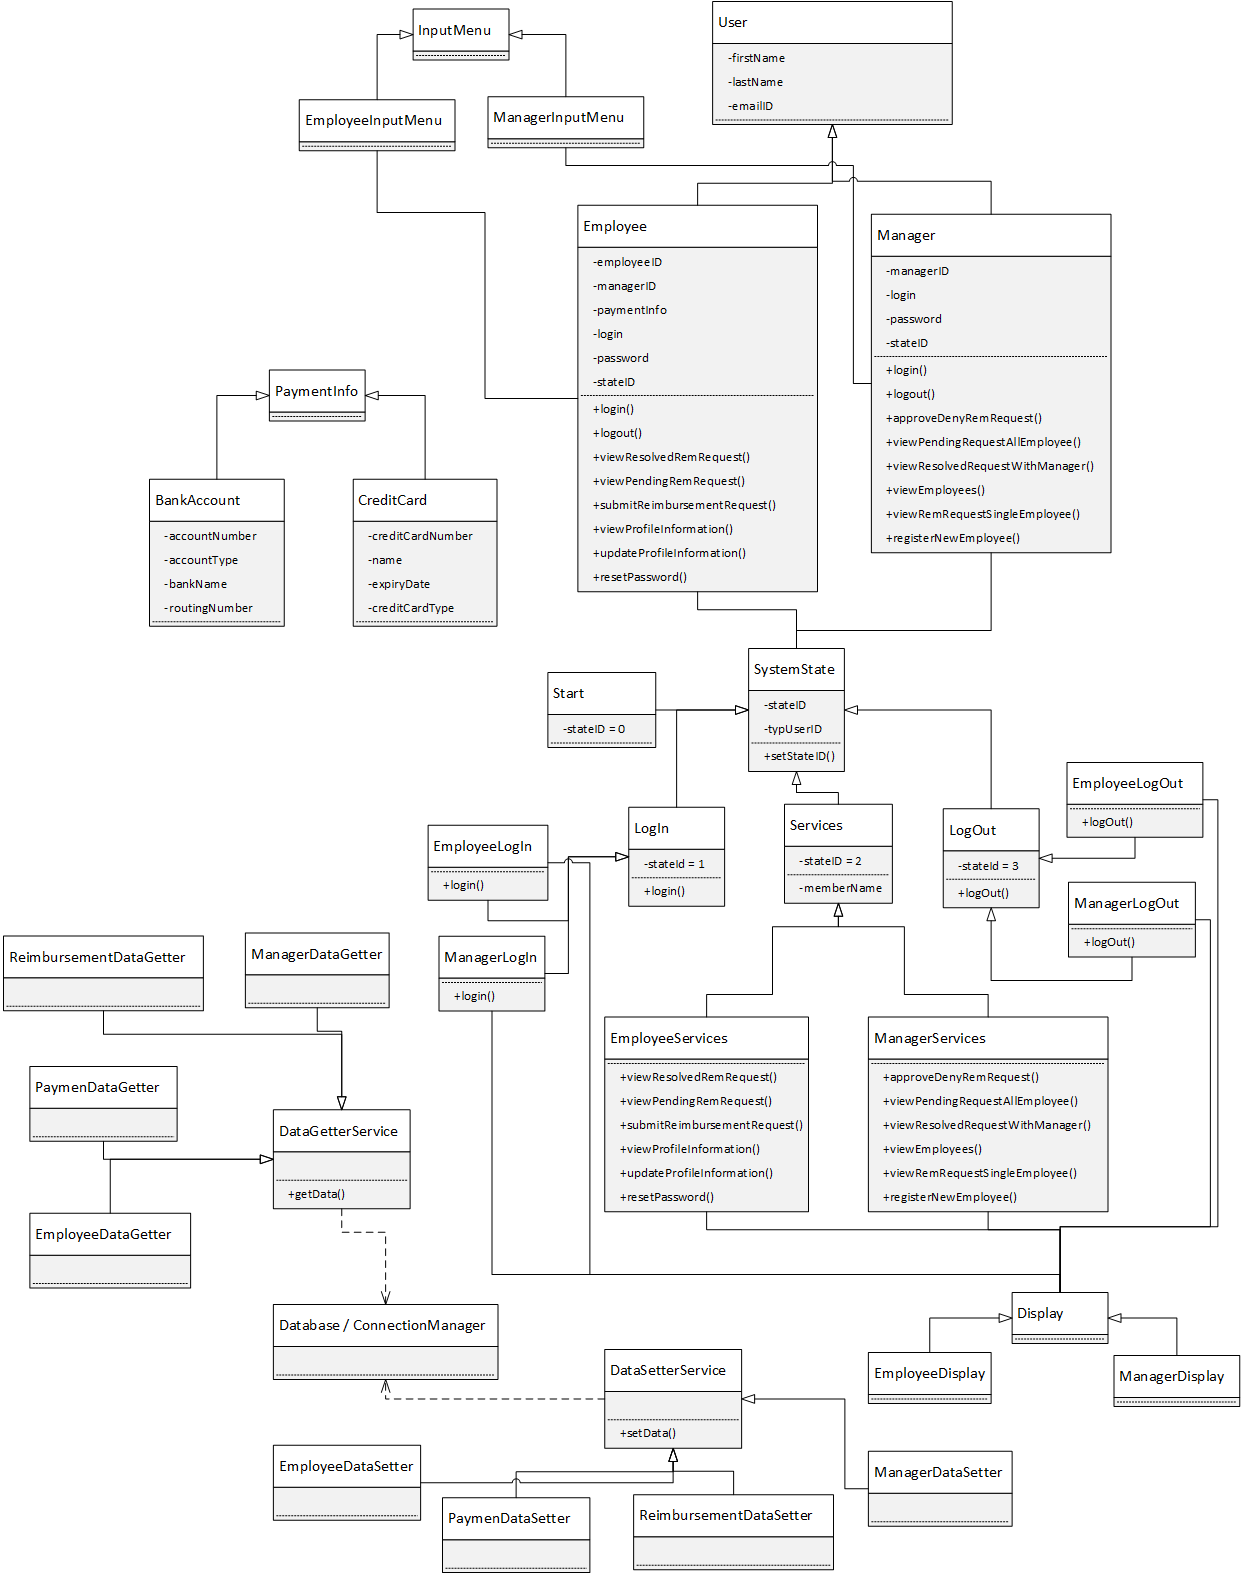 InputMenu
EmployeeInputMenu
ManagerInputMenu
User
-firstName
-lastName
-emailID
Employee
-employeeID
-managerID
-paymentInfo
-login
-password
-stateID
+login()
+logout()
+viewResolvedRemRequest()
+viewPendingRemRequest()
+submitReimbursementRequest()
+viewProfileInformation()
+updateProfileInformation()
+resetPassword()
Manager
-managerID
-login
-password
-stateID
+login()
+logout()
+approveDenyRemRequest()
+viewPendingRequestAllEmployee()
+viewResolvedRequestWithManager()
+viewEmployees()
+viewRemRequestSingleEmployee()
+registerNewEmployee()
PaymentInfo
BankAccount
-accountNumber
-accountType
-bankName
-routingNumber
CreditCard
-creditCardNumber
-name
-expiryDate
-creditCardType
SystemState
-stateID
-typUserID
+setStateID()
Start
-stateID = 0
LogIn
-stateId = 1
+login()
Services
-stateID = 2
-memberName
LogOut
-stateId = 3
+logOut()
EmployeeLogOut
+logOut()
ManagerLogOut
+logOut()
EmployeeLogIn
+login()
ManagerLogIn
+login()
ReimbursementDataGetter
ManagerDataGetter
PaymenDataGetter
EmployeeDataGetter
DataGetterService
+getData()
EmployeeServices
+viewResolvedRemRequest()
+viewPendingRemRequest()
+submitReimbursementRequest()
+viewProfileInformation()
+updateProfileInformation()
+resetPassword()
ManagerServices
+approveDenyRemRequest()
+viewPendingRequestAllEmployee()
+viewResolvedRequestWithManager()
+viewEmployees()
+viewRemRequestSingleEmployee()
+registerNewEmployee()
Database / ConnectionManager
Display
EmployeeDisplay
ManagerDisplay
DataSetterService
+setData()
EmployeeDataSetter
PaymenDataSetter
ReimbursementDataSetter
ManagerDataSetter